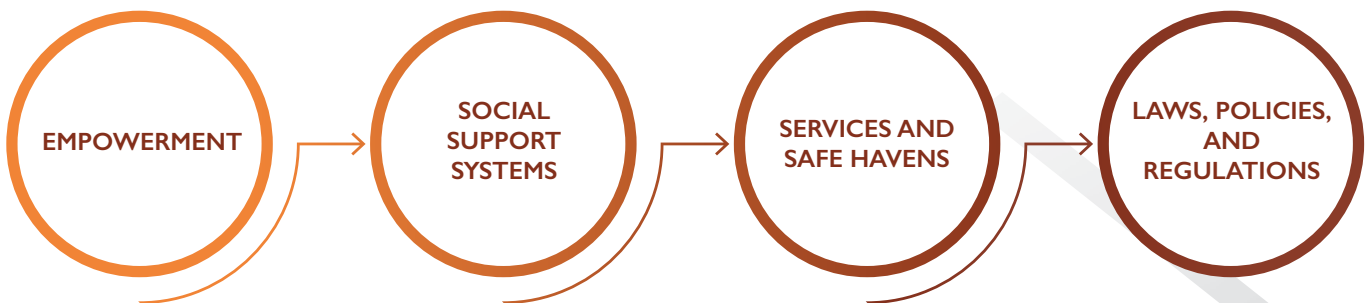 EMPOWERMENT
SOCIAL
SUPPORT
SYSTEMS
SERVICES AND
SAFE HAVENS
LAWS, POLICIES,
AND
REGULATIONS